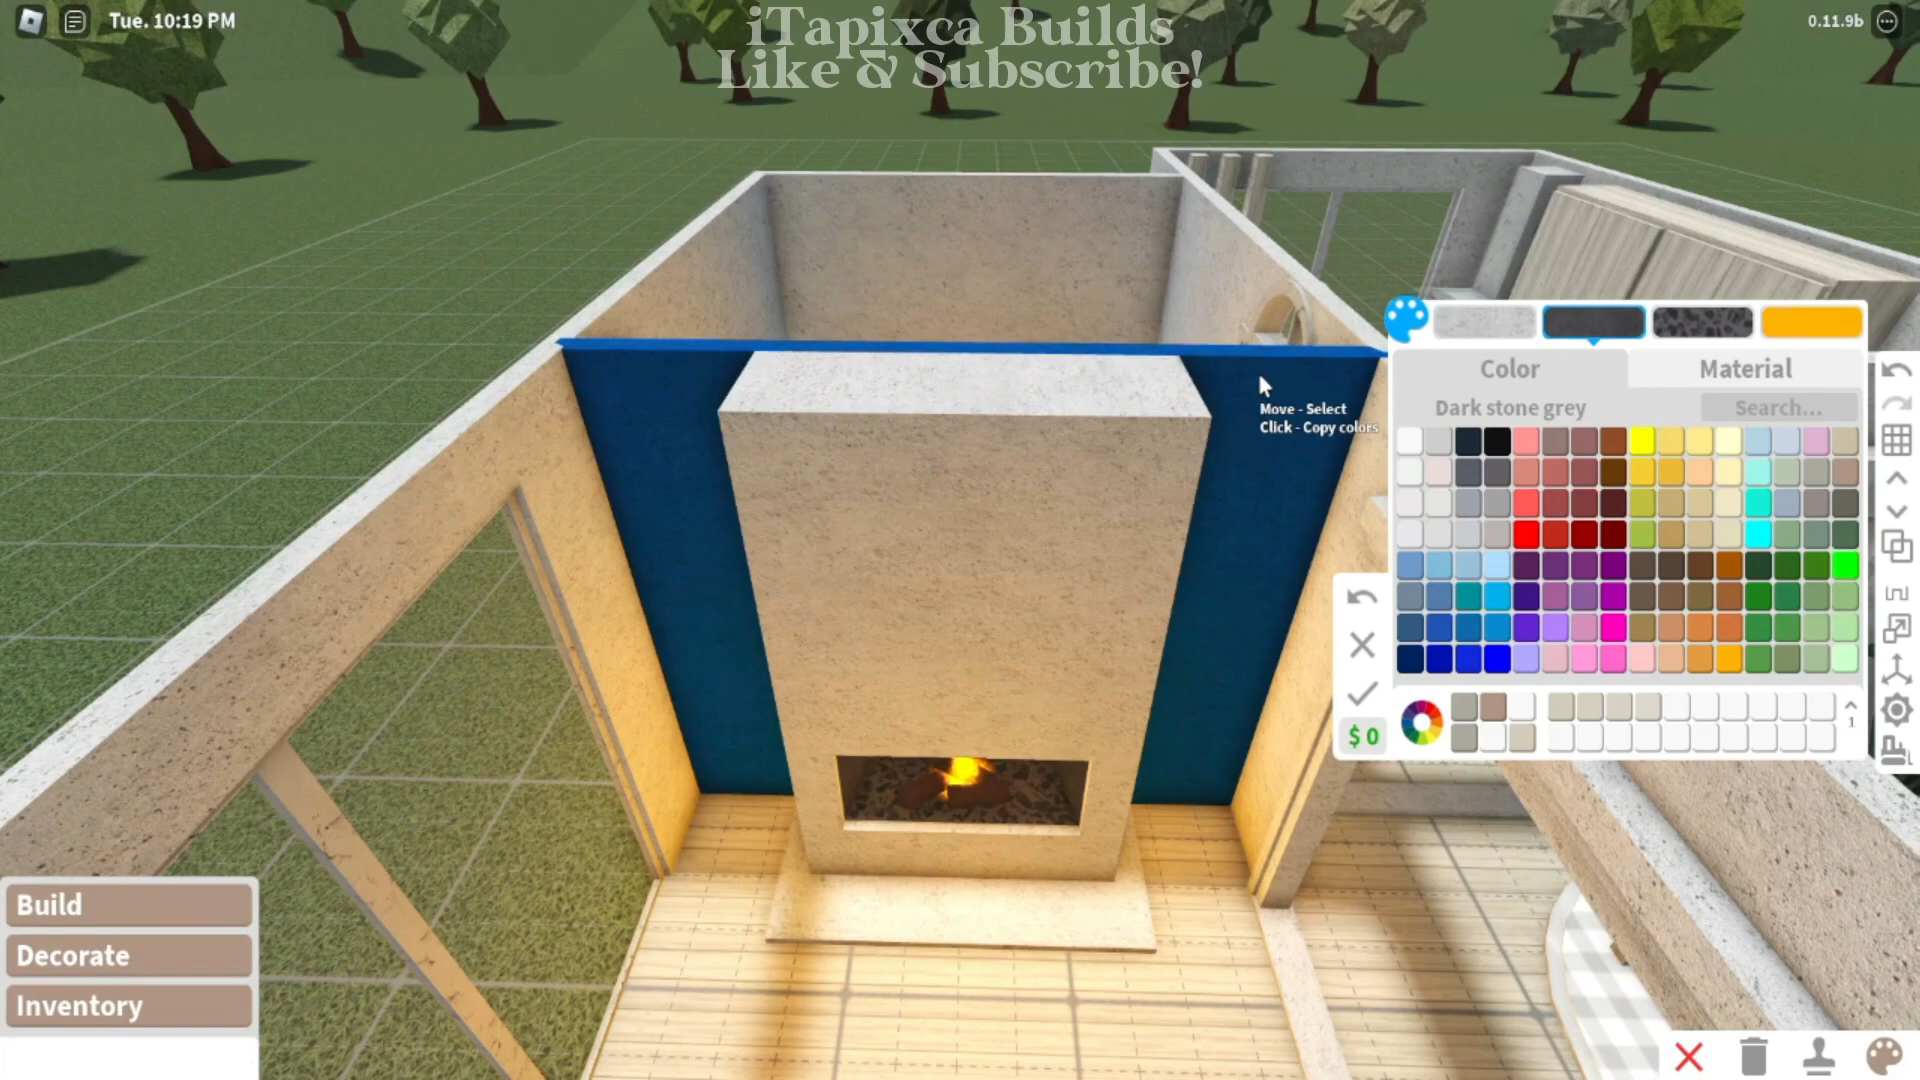 Tue. 10:19 PM
iTapixca Builds
Like & Subscribe!
0.11.9b
Move - Select
Click - Copy colors
Color
Material
Dark stone grey
Search...
$ 0
1
Build
Decorate
Inventory